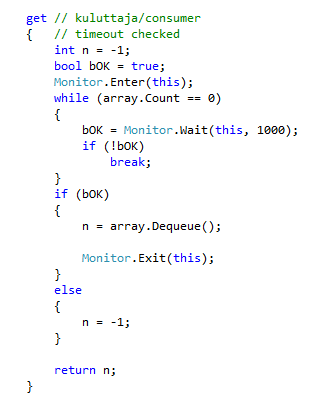 get // kuluttaja/consumer
{   // timeout checked
    int n = -1;
    bool bOK = true;
    Monitor.Enter(this);
    while (array.Count == 0)
    {
        bOK = Monitor.Wait(this, 1000);
        if (!bOK)
            break;
    }
    if (bOK)
    {
        n = array.Dequeue();

        Monitor.Exit(this);
    }
    else
    {
        n = -1;
    }

    return n;
}